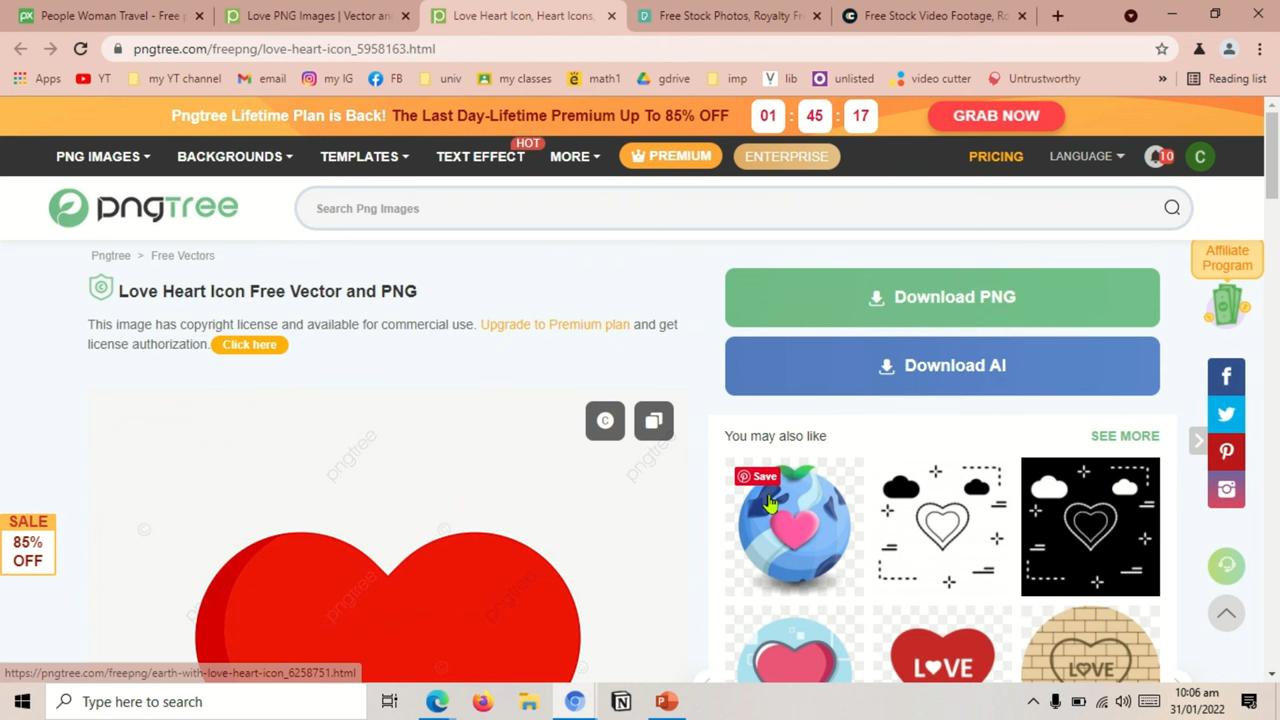 People Woman Travel - Free p
Love PNG Images | Vector an
Love Heart Icon, Heart Icons,
Free Stock Photos, Royalty Fr
Free Stock Video Footage, Ro
pngtree.com/freepng/love-heart-icon_5958163.html
Apps
YT
my YT channel
email
my IG
FB
univ
my classes
math1
gdrive
imp
lib
unlisted
video cutter
Untrustworthy
»
Reading list
Pngtree Lifetime Plan is Back! The Last Day-Lifetime Premium Up To 85% OFF
01 : 45 : 17
GRAB NOW
HOT
PNG IMAGES
BACKGROUNDS
TEMPLATES
TEXT EFFECT
MORE
PREMIUM
ENTERPRISE
PRICING
LANGUAGE
10
C
pngtree
Search Png Images
Pngtree > Free Vectors
Affiliate
Program
Love Heart Icon Free Vector and PNG
This image has copyright license and available for commercial use. Upgrade to Premium plan and get
license authorization. Click here
Download PNG
Download AI
You may also like
SEE MORE
Save
pngtree
pngtree
pngtree
pngtree
SALE
85%
OFF
LOVE
LOVE
https://pngtree.com/freepng/earth-with-love-heart-icon_6258751.html
Type here to search
10:06 am
31/01/2022